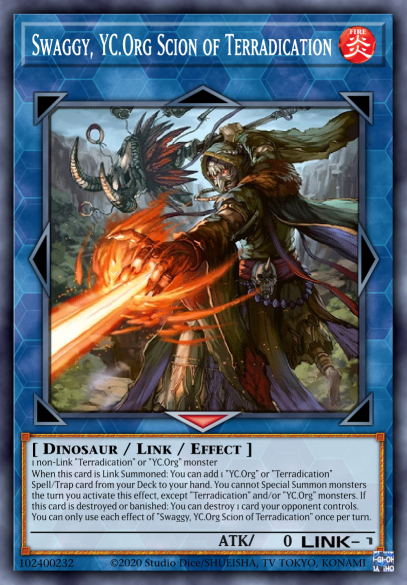 Swaggy, YC.Org Scion of Terradication
FIRE
炎
[ Dinosaur / Link / Effect ]
1 non-Link "Terradication" or "YC.Org" monster
When this card is Link Summoned: You can add 1 "YC.Org" or "Terradication"
Spell/Trap card from your Deck to your hand. You cannot Special Summon monsters
the turn you activate this effect, except "Terradication" and/or "YC.Org" monsters. If
this card is destroyed or banished: You can destroy 1 card your opponent controls.
You can only use each effect of "Swaggy, YC.Org Scion of Terradication" once per turn.
ATK/ 0 LINK- 1
102400232 ©2020 Studio Dice/SHUEISHA, TV TOKYO, KONAMI